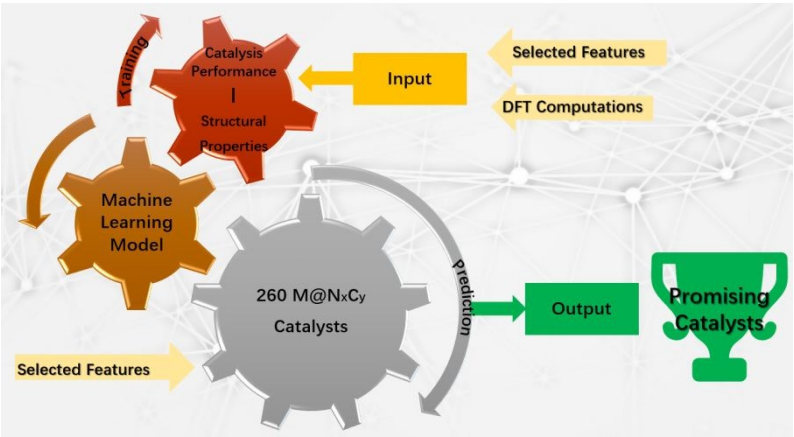 Training
Catalysis
Performance
Structural
Properties
Input
Selected Features
DFT Computations
Machine
Learning
Model
260 M@NxCy
Catalysts
Prediction
Output
Promising
Catalysts
Selected Features